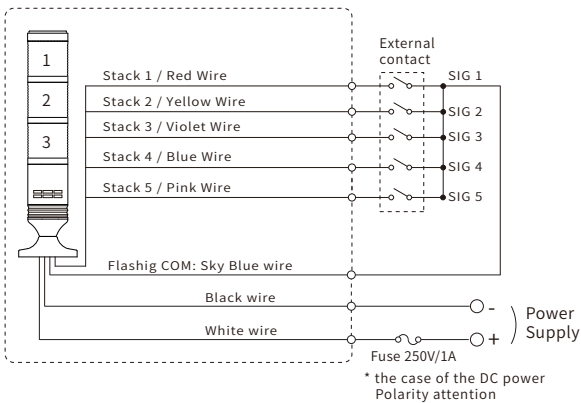 1
2
3
External
contact
Stack 1 / Red Wire
SIG 1
Stack 2 / Yellow Wire
SIG 2
Stack 3 / Violet Wire
SIG 3
Stack 4 / Blue Wire
SIG 4
Stack 5 / Pink Wire
SIG 5
Flashig COM: Sky Blue wire
Black wire
-
White wire
+
Power
Supply
Fuse 250V/1A
* the case of the DC power
Polarity attention